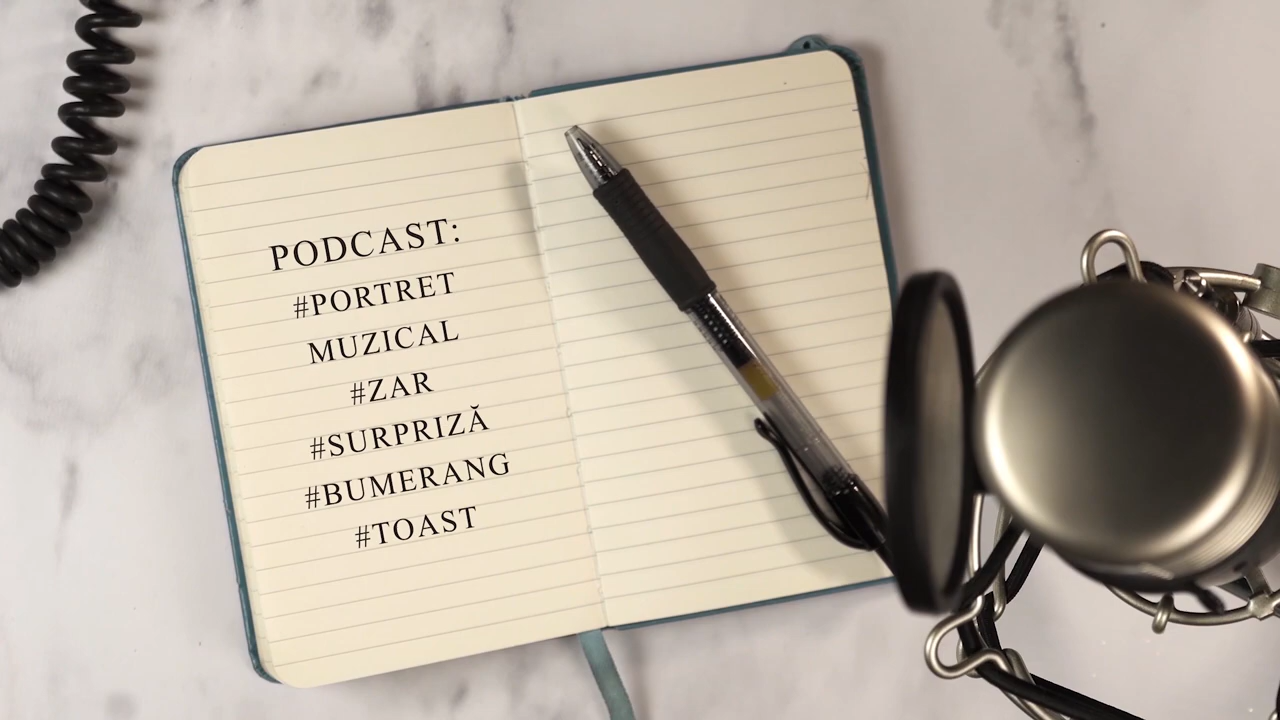 PODCAST:
#PORTRET
MUZICAL
#ZAR
#SURPRIZĂ
#BUMERANG
#TOAST